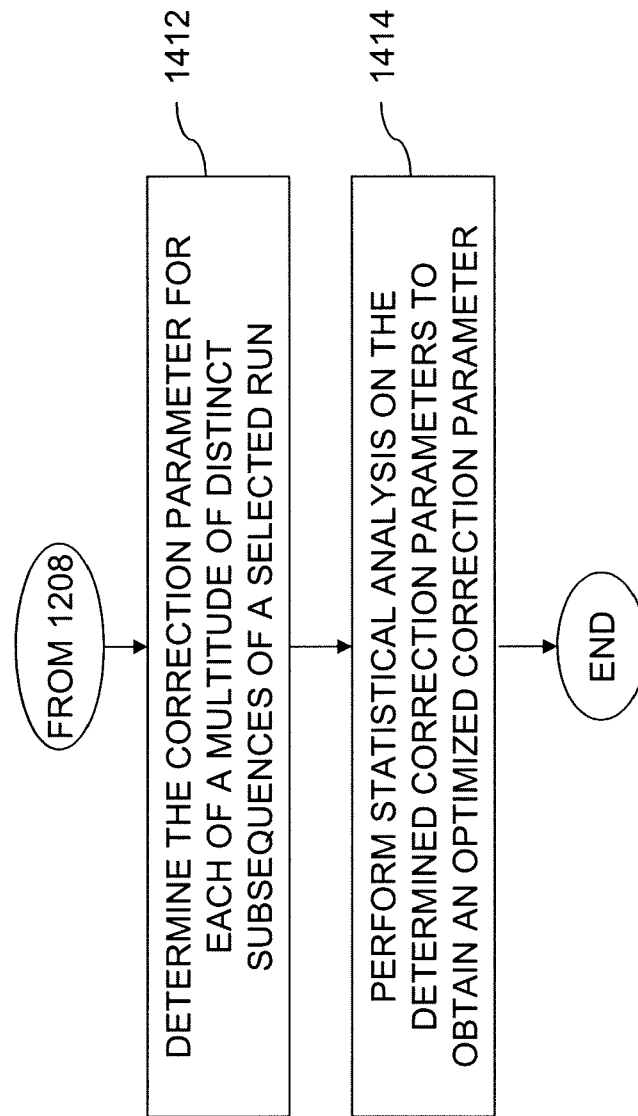 FROM 1208
1412
DETERMINE THE CORRECTION PARAMETER FOR
EACH OF A MULTITUDE OF DISTINCT
SUBSEQUENCES OF A SELECTED RUN
1414
PERFORM STATISTICAL ANALYSIS ON THE
DETERMINED CORRECTION PARAMETERS TO
OBTAIN AN OPTIMIZED CORRECTION PARAMETER
END